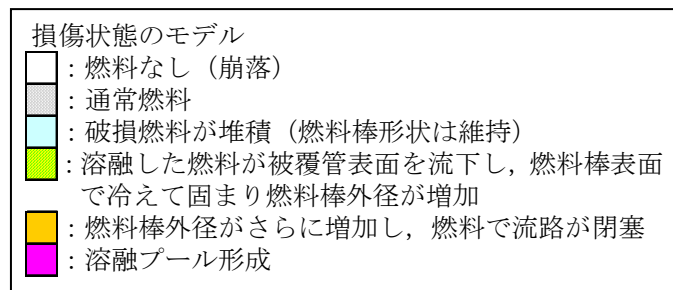 損傷状態のモデル
：燃料なし（崩落）
：通常燃料
：破損燃料が堆積（燃料棒形状は維持）
：溶融した燃料が被覆管表面を流下し，燃料棒表面
で冷えて固まり燃料棒外径が増加
：燃料棒外径がさらに増加し，燃料で流路が閉塞
：溶融プール形成